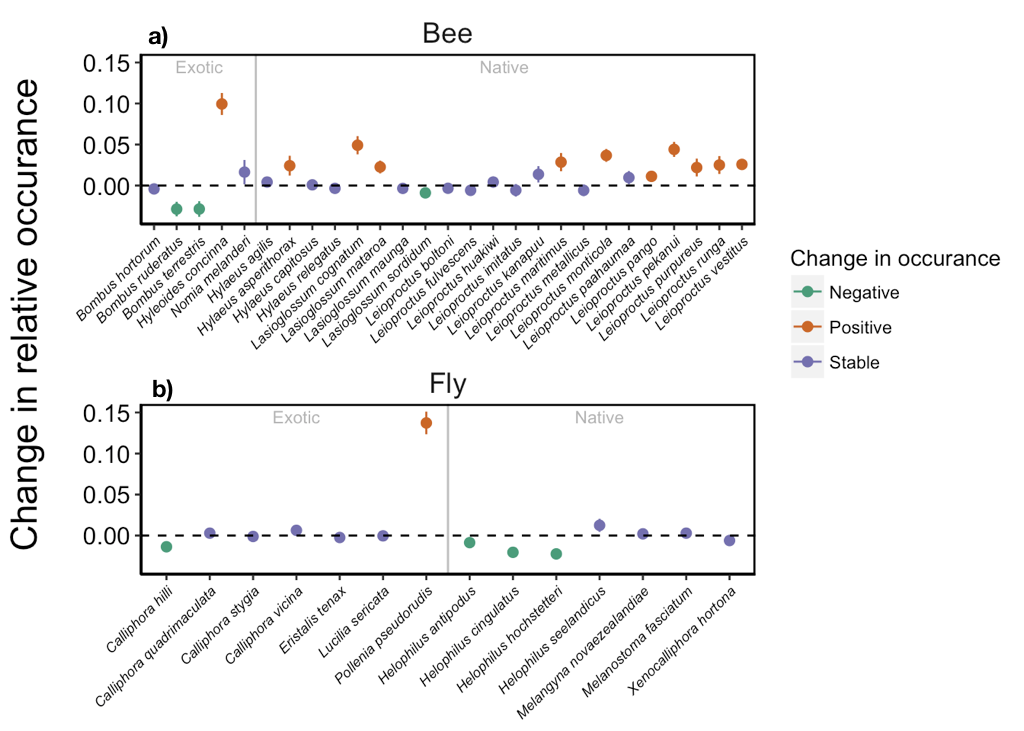 a)
Bee
Exotic
Native
0.15
0.10
0.05
0.00
Bombus hortorum
Bombus ruderatus
Bombus terrestris
Hyleoides concinna
Nomia melanderi
Hylaeus agilis
Hylaeus asperithorax
Hylaeus capitosus
Hylaeus relegatus
Lasioglossum cognatum
Lasioglossum mataroa
Lasioglossum maunga
Lasioglossum sordidum
Leioproctus boltoni
Leioproctus fulvescens
Leioproctus huakiwi
Leioproctus imitatus
Leioproctus kanapuu
Leioproctus maritimus
Leioproctus metallicus
Leioproctus monticola
Leioproctus paahaumaa
Leioproctus pango
Leioproctus pekanui
Leioproctus purpureus
Leioproctus runga
Leioproctus vestitus
Change in relative occurance
Change in occurance
Negative
Positive
Stable
b)
Fly
Exotic
Native
0.15
0.10
0.05
0.00
Calliphora hilli
Calliphora quadrimaculata
Calliphora stygia
Calliphora vicina
Eristalis tenax
Lucilia sericata
Pollenia pseudorudis
Helophilus antipodus
Helophilus cingulatus
Helophilus hochstetteri
Helophilus seelandicus
Melangyna novaezealandiae
Melanostoma fasciatum
Xenocalliphora hortona